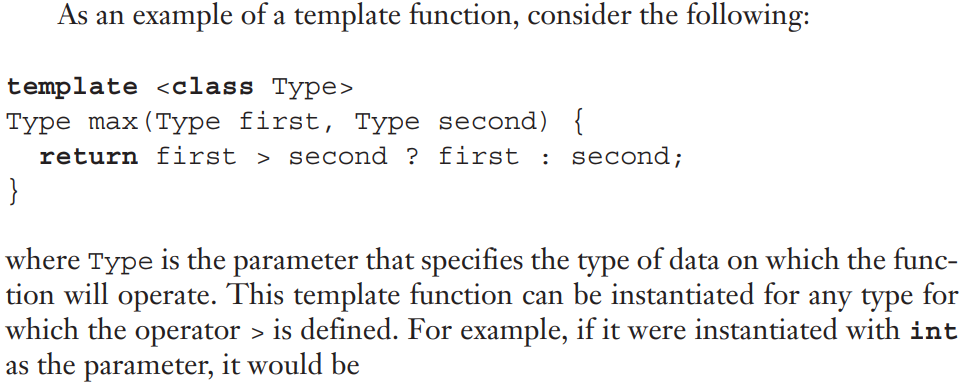 As an example of a template function, consider the following:
template <class Type>
Type max(Type first, Type second) {
return first > second ? first : second;
}
where Type is the parameter that specifies the type of data on which the func-
tion will operate. This template function can be instantiated for any type for
which the operator > is defined. For example, if it were instantiated with int
as the parameter, it would be